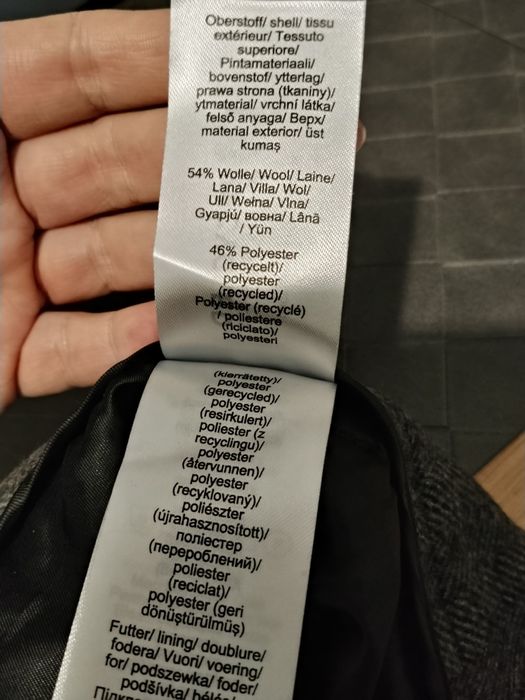 Oberstoff/ shell/ tissu
extérieur/ Tessuto
superiore/
Pintamateriaali/
bovenstof/ ytterlag/
prawa strona (tkaniny)/
ytmaterial/ vrchní látka/
felső anyaga/ Верх/
material exterior/ üst
kumaş
54% Wolle/ Wool/ Laine/
Lana/ Villa/ Wol/
Ull/ Wełna/ Vlna/
Gyapjú/ вовна/ Lână
/ Yün
46% Polyester
(recycelt)/
polyester
(recycled)/
Polyester (recyclé)
/ poliestere
(riciclato)/
polyesteri
(kierrätetty)/
polyester
(gerecycled)/
polyester
(resirkulert)/
poliester (z
recyclingu)/
polyester
(återvunnen)/
polyester
(recyklovaný)/
poliészter
(újrahasznosított)/
поліестер
(перероблений)/
poliester
(reciclat)/
polyester (geri
dönüştürülmüş)
Futter/ lining/ doublure/
fodera/ Vuori/ voering/
for/ podszewka/ foder/
podšívka/ bélés/